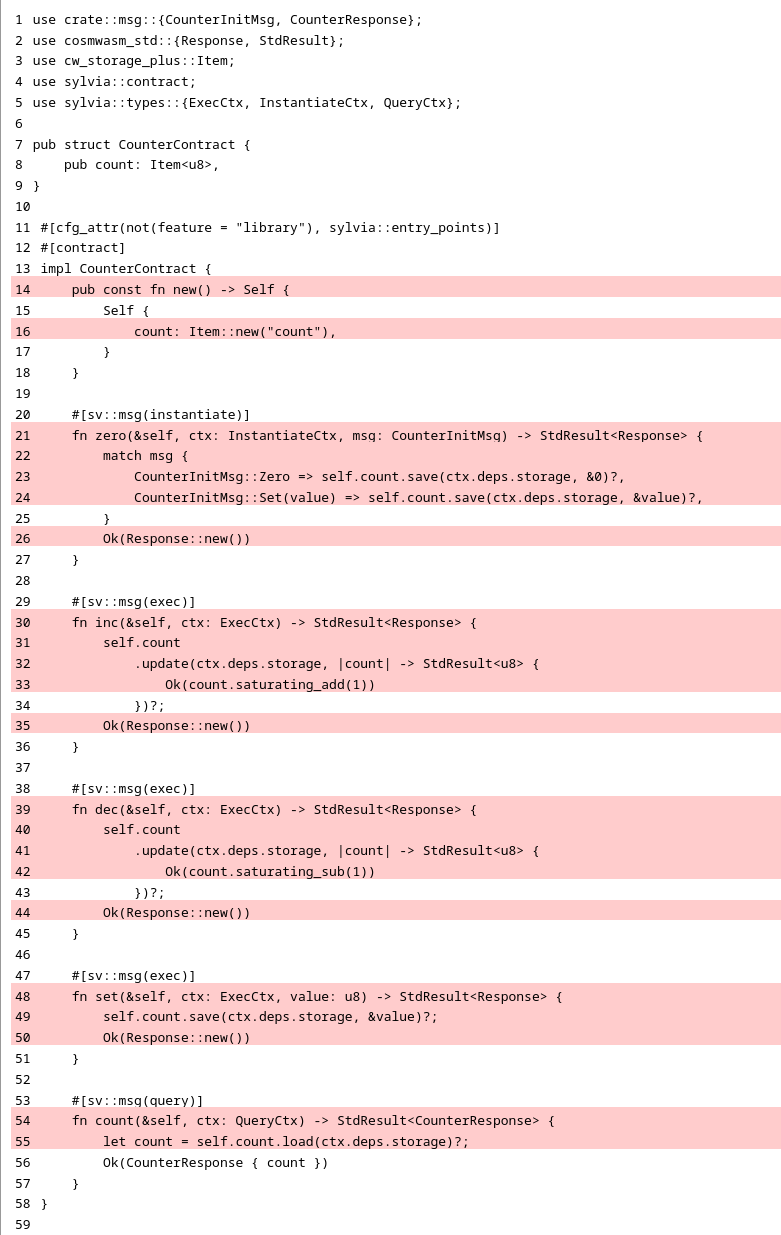 1 use crate::msg::{CounterInitMsg, CounterResponse};
2 use cosmwasm_std::{Response, StdResult};
3 use cw_storage_plus::Item;
4 use sylvia::contract;
5 use sylvia::types::{ExecCtx, InstantiateCtx, QueryCtx};
6
7 pub struct CounterContract {
8     pub count: Item<u8>,
9 }
10
11 #[cfg_attr(not(feature = "library"), sylvia::entry_points)]
12 #[contract]
13 impl CounterContract {
14     pub const fn new() -> Self {
15         Self {
16             count: Item::new("count"),
17         }
18     }
19
20     #[sv::msg(instantiate)]
21     fn zero(&self, ctx: InstantiateCtx, msg: CounterInitMsg) -> StdResult<Response> {
22         match msg {
23             CounterInitMsg::Zero => self.count.save(ctx.deps.storage, &0)?,
24             CounterInitMsg::Set(value) => self.count.save(ctx.deps.storage, &value)?,
25         }
26         Ok(Response::new())
27     }
28
29     #[sv::msg(exec)]
30     fn inc(&self, ctx: ExecCtx) -> StdResult<Response> {
31         self.count
32             .update(ctx.deps.storage, |count| -> StdResult<u8> {
33                 Ok(count.saturating_add(1))
34             })?;
35         Ok(Response::new())
36     }
37
38     #[sv::msg(exec)]
39     fn dec(&self, ctx: ExecCtx) -> StdResult<Response> {
40         self.count
41             .update(ctx.deps.storage, |count| -> StdResult<u8> {
42                 Ok(count.saturating_sub(1))
43             })?;
44         Ok(Response::new())
45     }
46
47     #[sv::msg(exec)]
48     fn set(&self, ctx: ExecCtx, value: u8) -> StdResult<Response> {
49         self.count.save(ctx.deps.storage, &value)?;
50         Ok(Response::new())
51     }
52
53     #[sv::msg(query)]
54     fn count(&self, ctx: QueryCtx) -> StdResult<CounterResponse> {
55         let count = self.count.load(ctx.deps.storage)?;
56         Ok(CounterResponse { count })
57     }
58 }
59